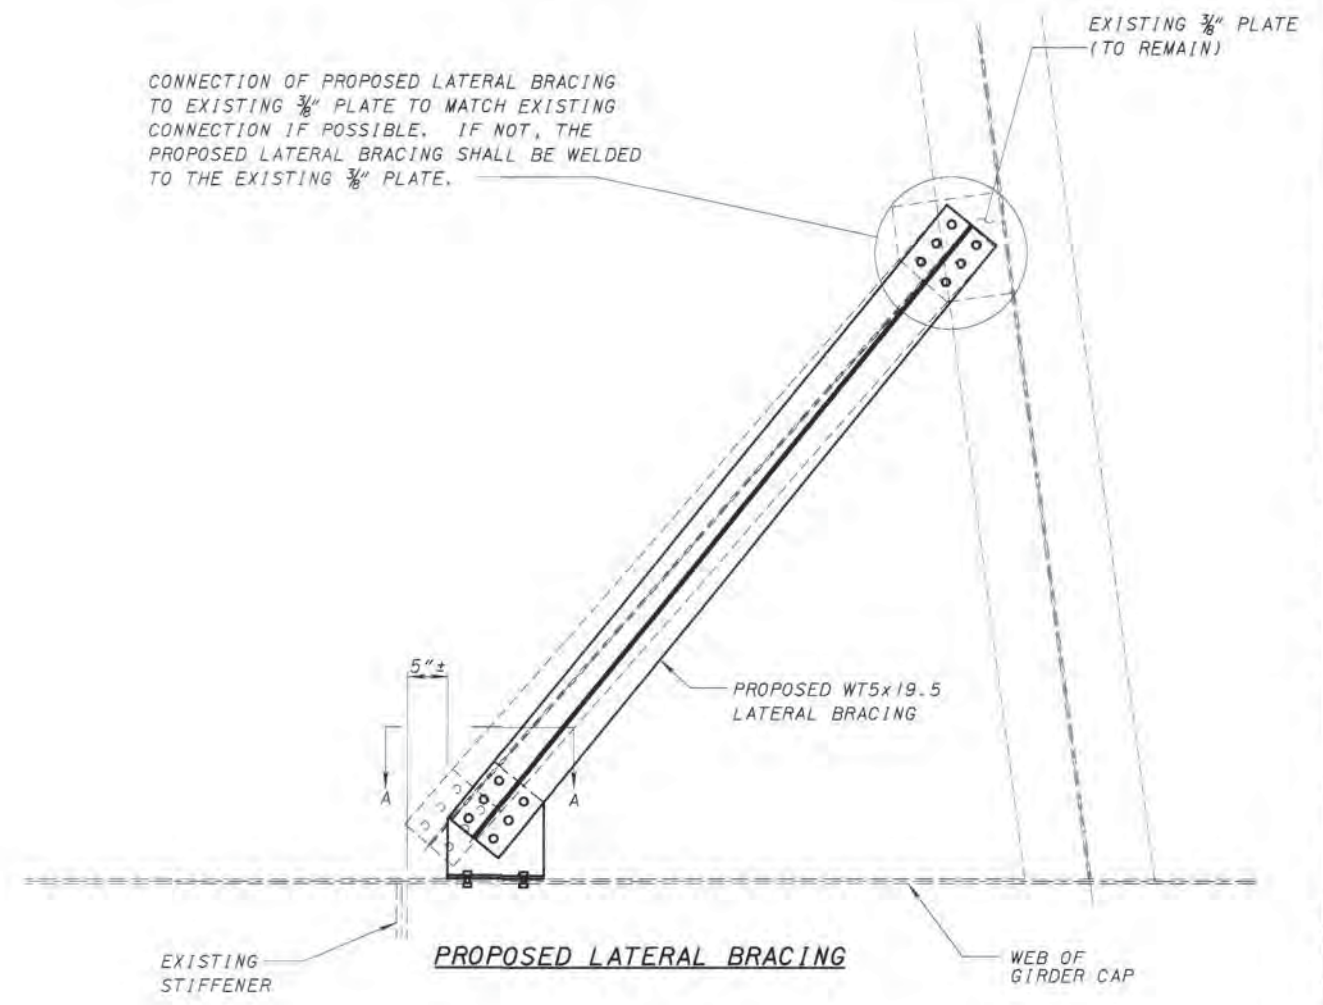 EXISTING 3/8" PLATE
(TO REMAIN)
CONNECTION OF PROPOSED LATERAL BRACING
TO EXISTING 3/8" PLATE TO MATCH EXISTING
CONNECTION IF POSSIBLE. IF NOT, THE
PROPOSED LATERAL BRACING SHALL BE WELDED
TO THE EXISTING 3/8" PLATE.
5"±
PROPOSED WT5x19.5
LATERAL BRACING
A A
EXISTING
STIFFENER
PROPOSED LATERAL BRACING
WEB OF
GIRDER CAP